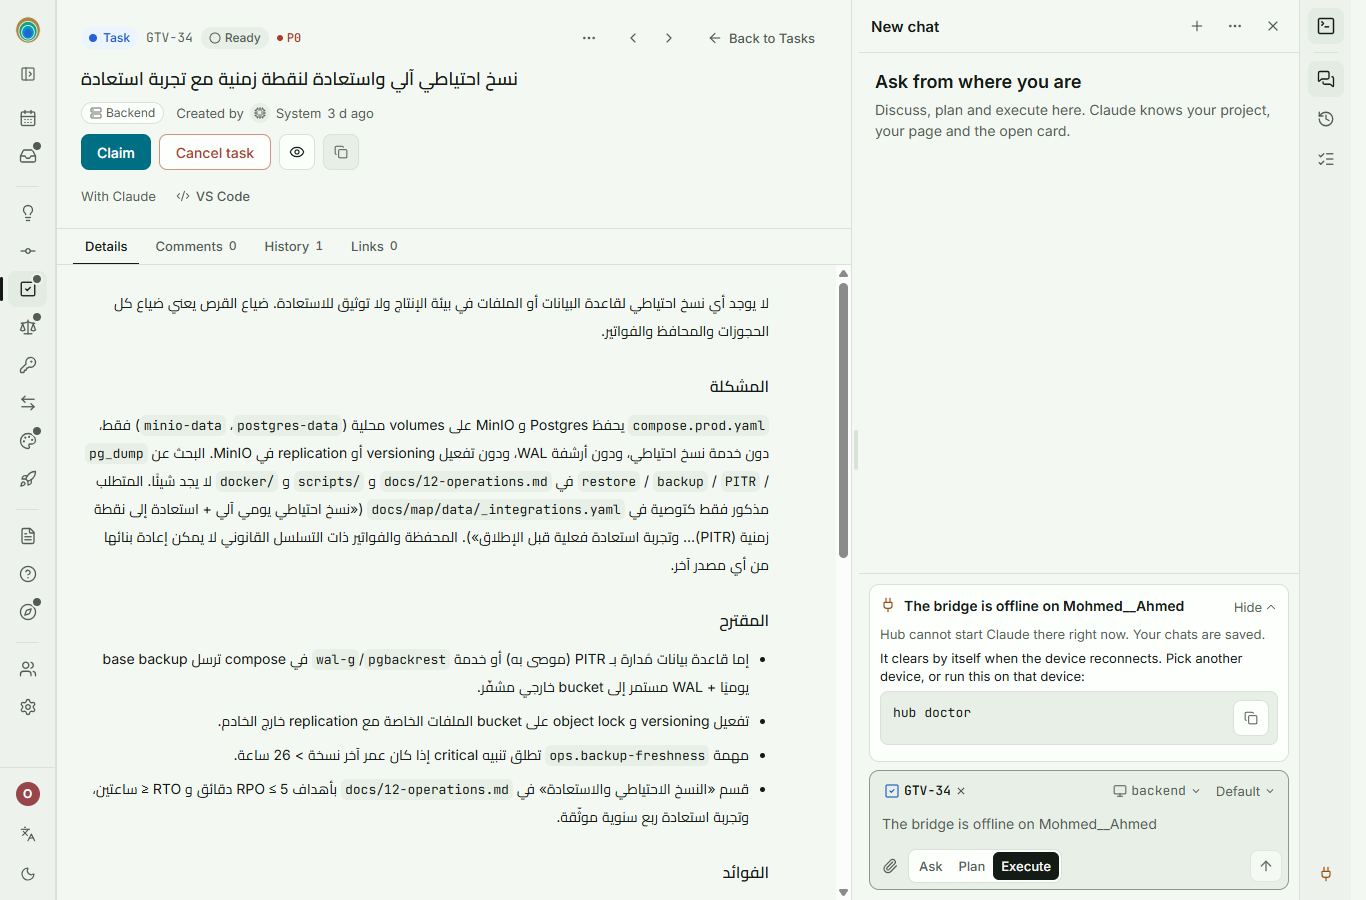 Task GTV-34 Ready P0
Back to Tasks
نسخ احتياطي آلي واستعادة لنقطة زمنية مع تجربة استعادة
Backend Created by System 3 d ago
Claim Cancel task
With Claude VS Code
Details Comments 0 History 1 Links 0
لا يوجد أي نسخ احتياطي لقاعدة البيانات أو الملفات في بيئة الإنتاج ولا توثيق للاستعادة. ضياع القرص يعني ضياع كل
الحجوزات والمحافظ والفواتير.
المشكلة
compose.prod.yaml يحفظ Postgres و MinIO على volumes محلية (postgres-data ، minio-data) فقط،
دون خدمة نسخ احتياطي، ودون أرشفة WAL، ودون تفعيل versioning أو replication في MinIO. البحث عن pg_dump
/ PITR / backup / restore في docs/12-operations.md و scripts/ و docker/ لا يجد شيئًا. المتطلب
مذكور فقط كتوصية في docs/map/data/_integrations.yaml («نسخ احتياطي يومي آلي + استعادة إلى نقطة
زمنية (PITR)... وتجربة استعادة فعلية قبل الإطلاق»). المحفظة والفواتير ذات التسلسل القانوني لا يمكن إعادة بنائها
من أي مصدر آخر.
المقترح
• إما قاعدة بيانات مُدارة بـ PITR (موصى به) أو خدمة pgbackrest/wal-g في compose ترسل base backup
يوميًا + WAL مستمر إلى bucket خارجي مشفّر.
• تفعيل versioning و object lock على bucket الملفات الخاصة مع replication خارج الخادم.
• مهمة ops.backup-freshness تطلق تنبيه critical إذا كان عمر آخر نسخة > 26 ساعة.
• قسم «النسخ الاحتياطي والاستعادة» في docs/12-operations.md بأهداف RPO ≤ 5 دقائق و RTO ≤ ساعتين،
وتجربة استعادة ربع سنوية موثّقة.
الفوائد
New chat
Ask from where you are
Discuss, plan and execute here. Claude knows your project,
your page and the open card.
The bridge is offline on Mohmed__Ahmed Hide
Hub cannot start Claude there right now. Your chats are saved.
It clears by itself when the device reconnects. Pick another
device, or run this on that device:
hub doctor
GTV-34 × backend Default
The bridge is offline on Mohmed__Ahmed
Ask Plan Execute
O